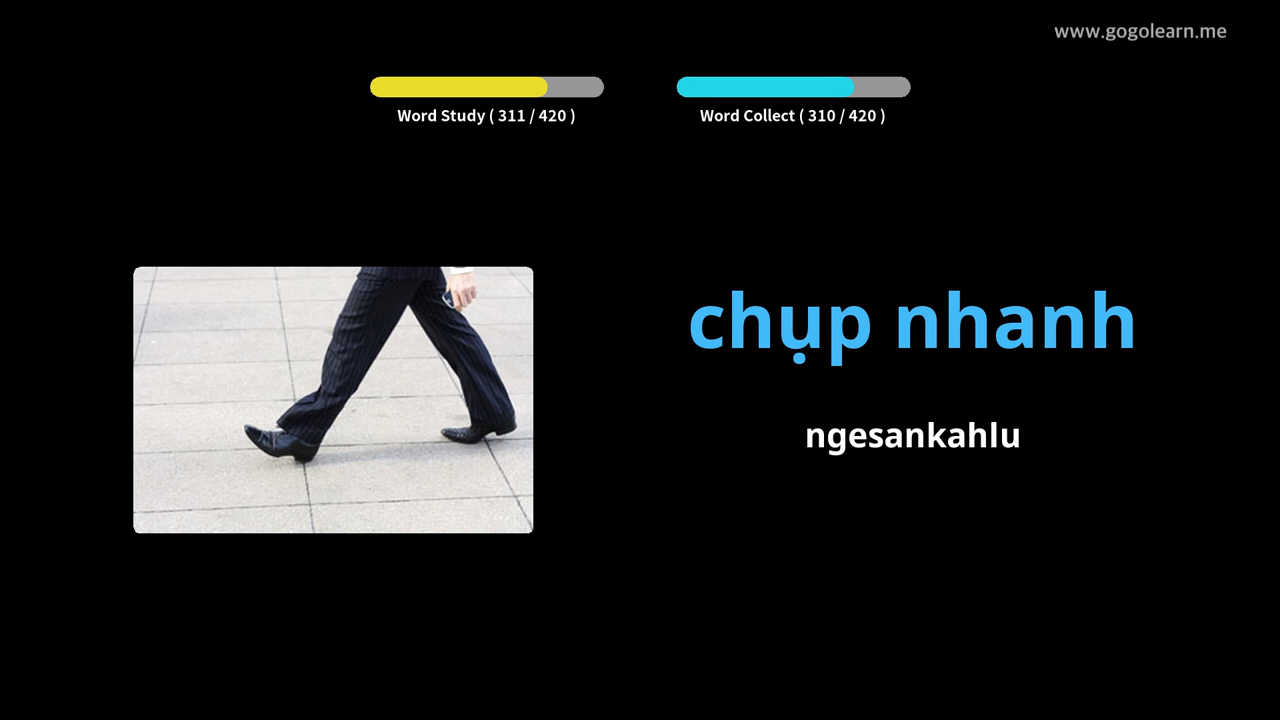 www.gogolearn.me
Word Study ( 311 / 420 )
Word Collect ( 310 / 420 )
chụp nhanh
ngesankahlu